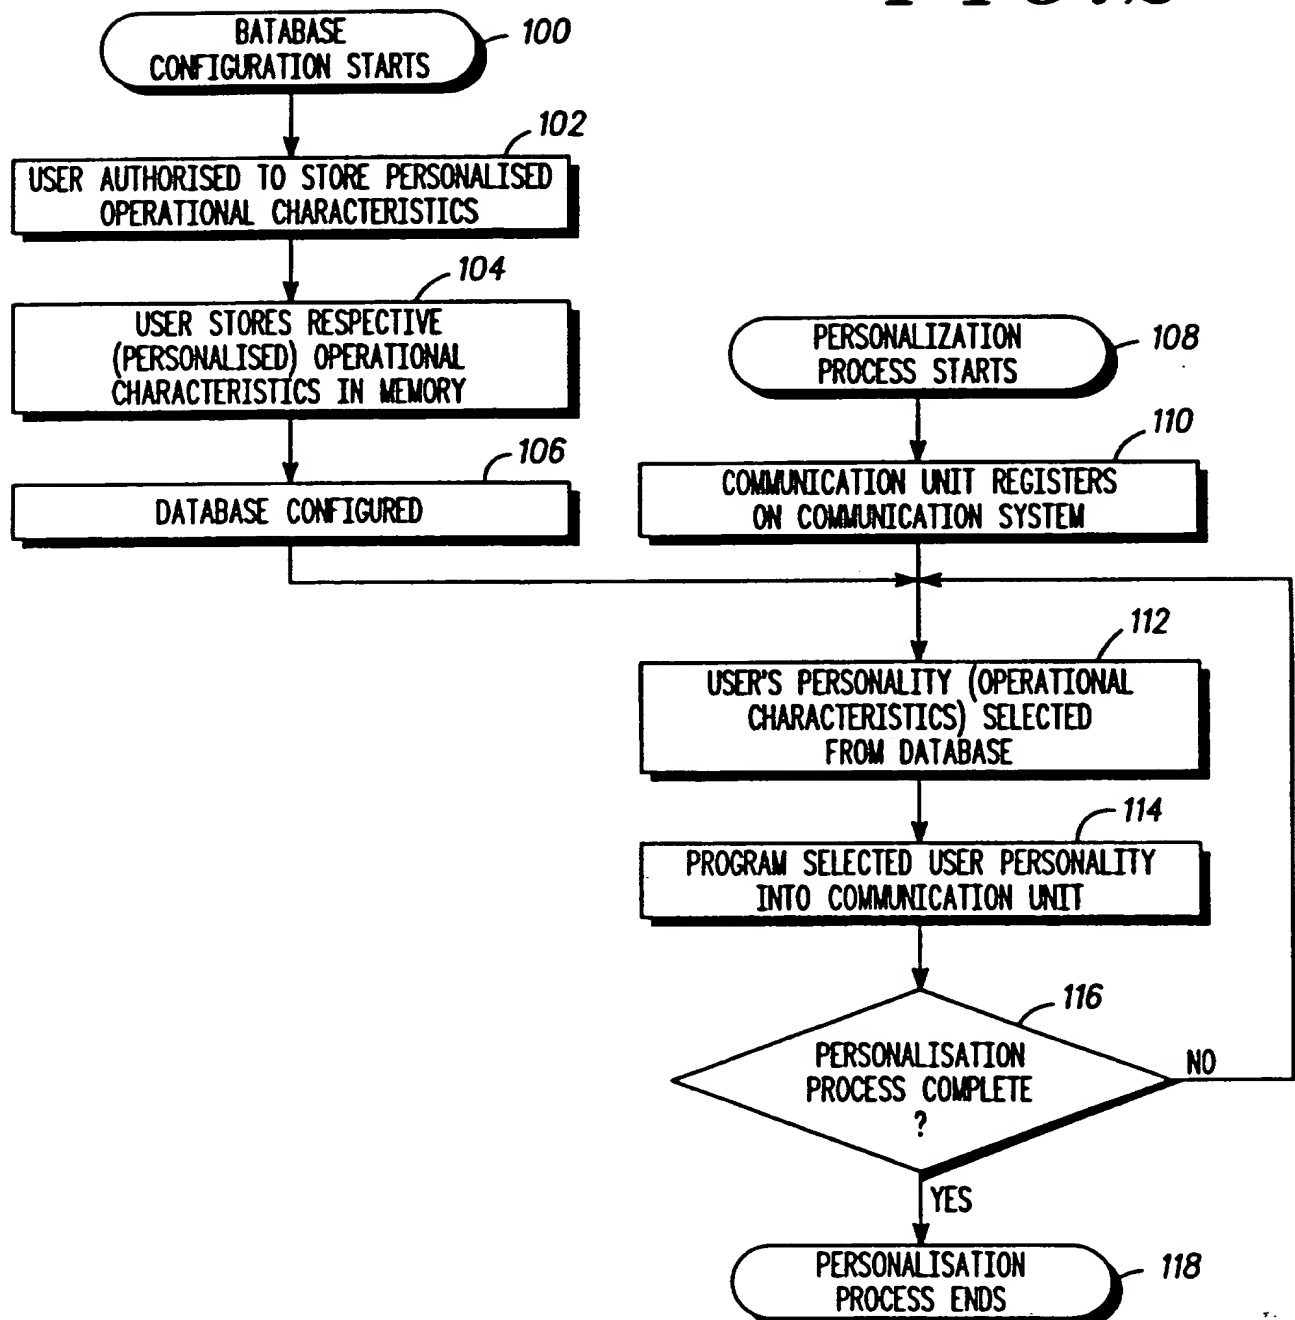 BATABASE
CONFIGURATION STARTS
100
102
USER AUTHORISED TO STORE PERSONALISED
OPERATIONAL CHARACTERISTICS
104
USER STORES RESPECTIVE
(PERSONALISED) OPERATIONAL
CHARACTERISTICS IN MEMORY
106
DATABASE CONFIGURED
PERSONALIZATION
PROCESS STARTS
108
110
COMMUNICATION UNIT REGISTERS
ON COMMUNICATION SYSTEM
112
USER'S PERSONALITY (OPERATIONAL
CHARACTERISTICS) SELECTED
FROM DATABASE
114
PROGRAM SELECTED USER PERSONALITY
INTO COMMUNICATION UNIT
116
PERSONALISATION
PROCESS COMPLETE
?
NO
YES
PERSONALISATION
PROCESS ENDS
118